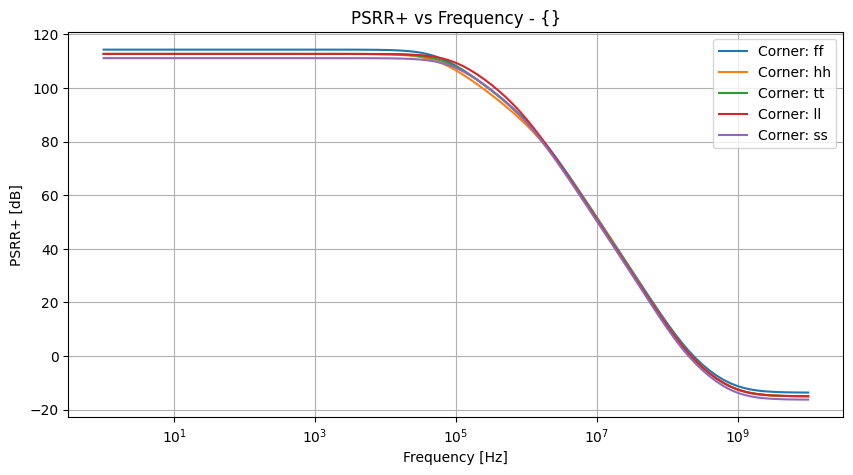 PSRR+ vs Frequency - {}
120
100
80
60
40
20
0
−20
PSRR+ [dB]
10^1
10^3
10^5
10^7
10^9
Frequency [Hz]
Corner: ff
Corner: hh
Corner: tt
Corner: ll
Corner: ss